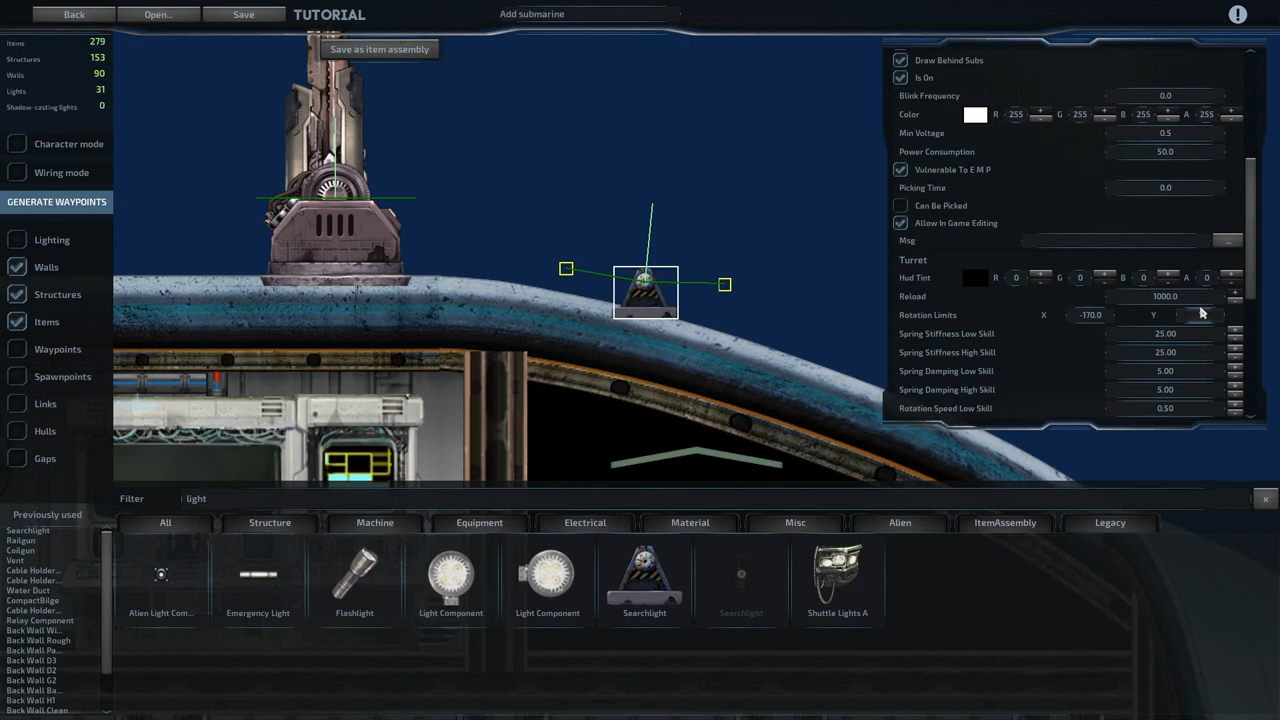 Back
Open...
Save
TUTORIAL
Add submarine
Save as item assembly
Items 279
Structures 153
Walls 90
Lights 31
Shadow-casting lights 0
Character mode
Wiring mode
GENERATE WAYPOINTS
Lighting
Walls
Structures
Items
Waypoints
Spawnpoints
Links
Hulls
Gaps
Draw Behind Subs
Is On
Blink Frequency 0.0
Color R 255 + - G 255 + - B 255 + - A 255 + -
Min Voltage 0.5
Power Consumption 50.0
Vulnerable To E M P
Picking Time 0.0
Can Be Picked
Allow In Game Editing
Msg ...
Turret
Hud Tint R 0 + - G 0 + - B 0 + - A 0 + -
Reload 1000.0 + -
Rotation Limits X -170.0 Y
Spring Stiffness Low Skill 25.00 + -
Spring Stiffness High Skill 25.00 + -
Spring Damping Low Skill 5.00 + -
Spring Damping High Skill 5.00 + -
Rotation Speed Low Skill 0.50 + -
Filter light x
Previously used
Searchlight
Railgun
Coilgun
Vent
Cable Holder...
Cable Holder...
Water Duct
CompactBilge
Cable Holder...
Relay Component
Back Wall Wi...
Back Wall Rough
Back Wall Pa...
Back Wall D3
Back Wall D2
Back Wall G2
Back Wall Ba...
Back Wall H1
Back Wall Clean
All
Structure
Machine
Equipment
Electrical
Material
Misc
Alien
ItemAssembly
Legacy
Alien Light Com...
Emergency Light
Flashlight
Light Component
Light Component
Searchlight
Searchlight
Shuttle Lights A